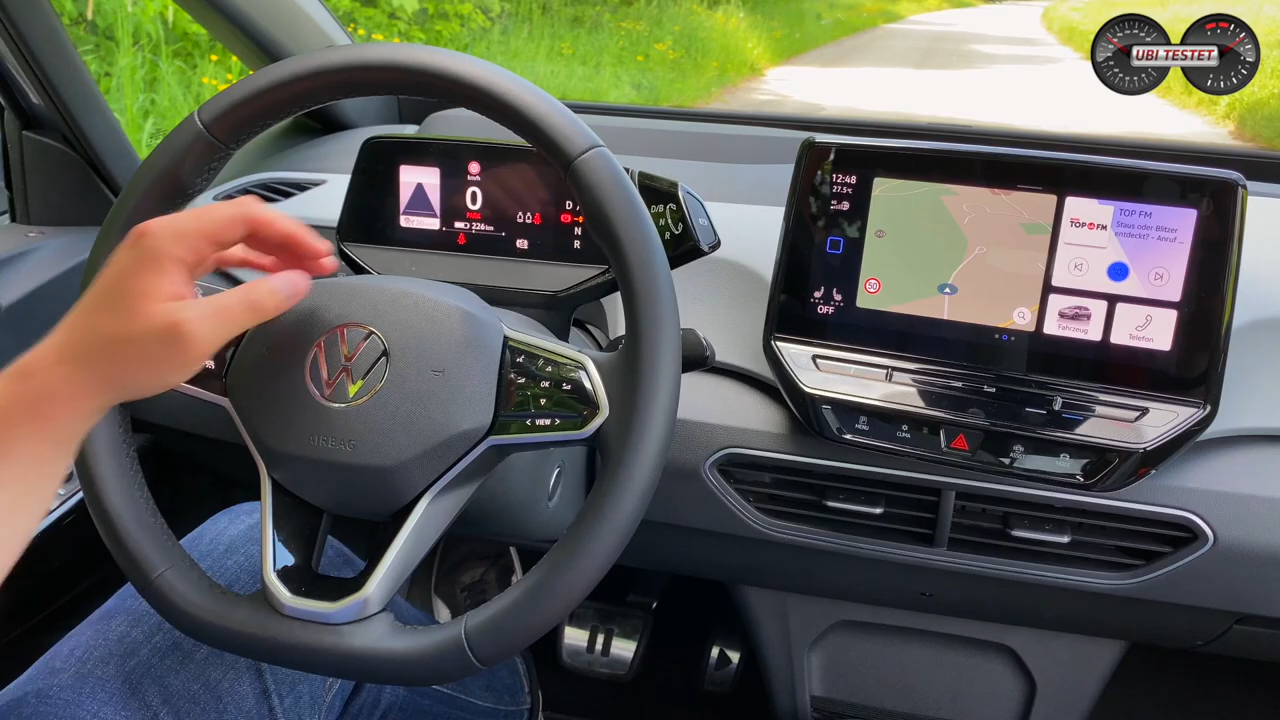 UBI TESTET
12:48
27.5°C
4G
50
OFF
TOP FM
TOP FM
Staus oder Blitzer
entdeckt? - Anruf ...
Fahrzeug
Telefon
km/h
0
PARK
226 km
D
N
R
D/B
N
R
OK
< VIEW >
AIRBAG
P
MENU
CLIMA
ASSIST